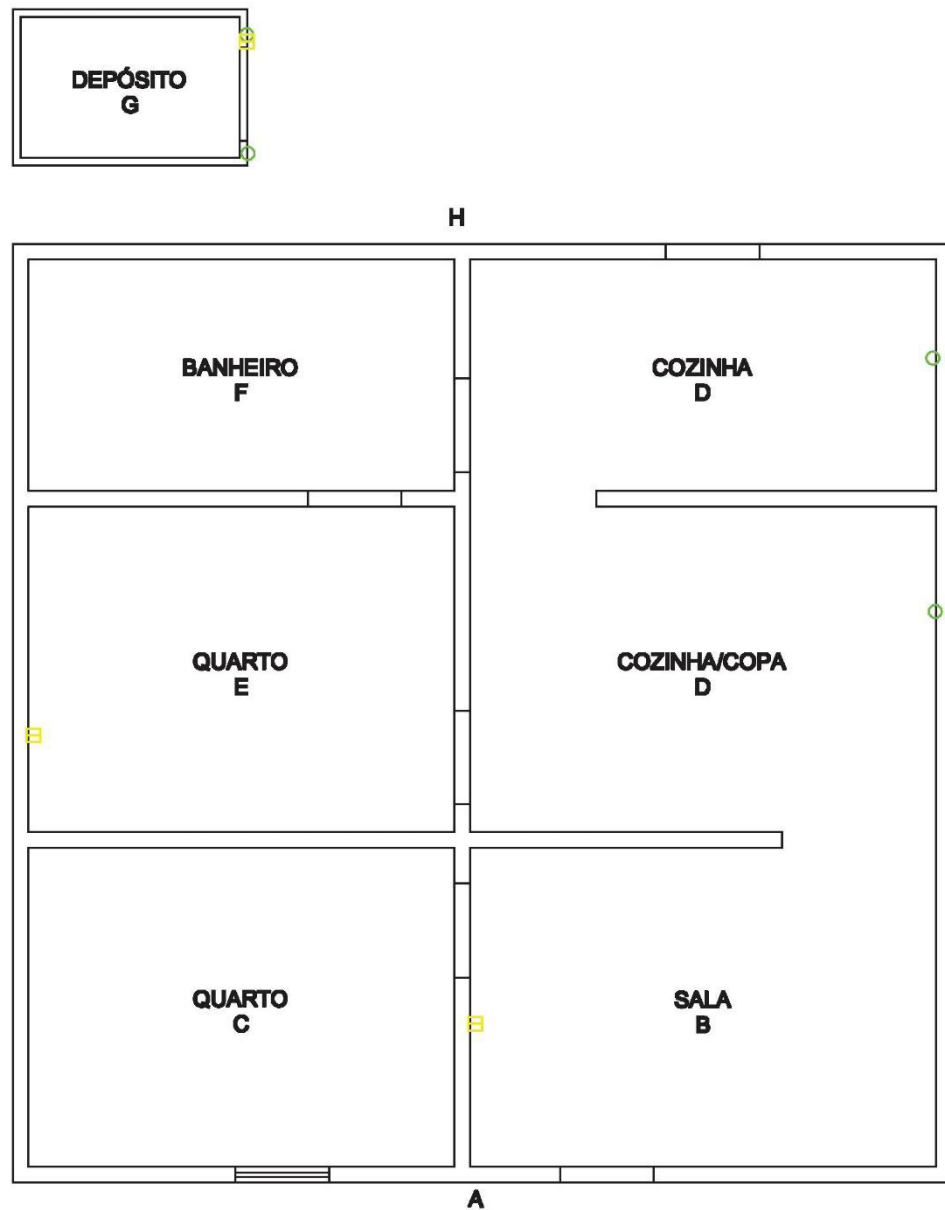 DEPÓSITO
G
H
BANHEIRO
F
COZINHA
D
QUARTO
E
COZINHA/COPA
D
QUARTO
C
SALA
B
A